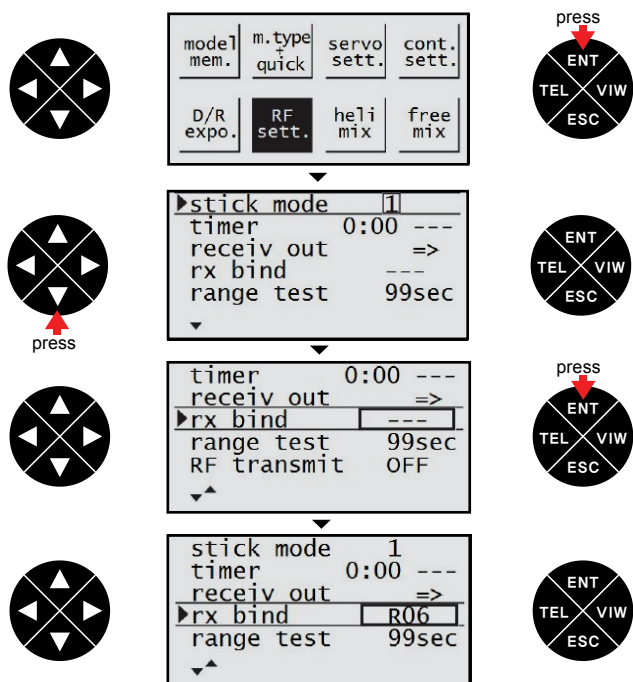 press
model mem.
m.type + quick
servo sett.
cont. sett.
D/R expo.
RF sett.
heli mix
free mix
ENT
TEL VIW
ESC
stick mode 1
timer 0:00 ---
receiv out =>
rx bind ---
range test 99sec
press
ENT
TEL VIW
ESC
timer 0:00 ---
receiv out =>
rx bind ---
range test 99sec
RF transmit OFF
press
ENT
TEL VIW
ESC
stick mode 1
timer 0:00 ---
receiv out =>
rx bind R06
range test 99sec
ENT
TEL VIW
ESC